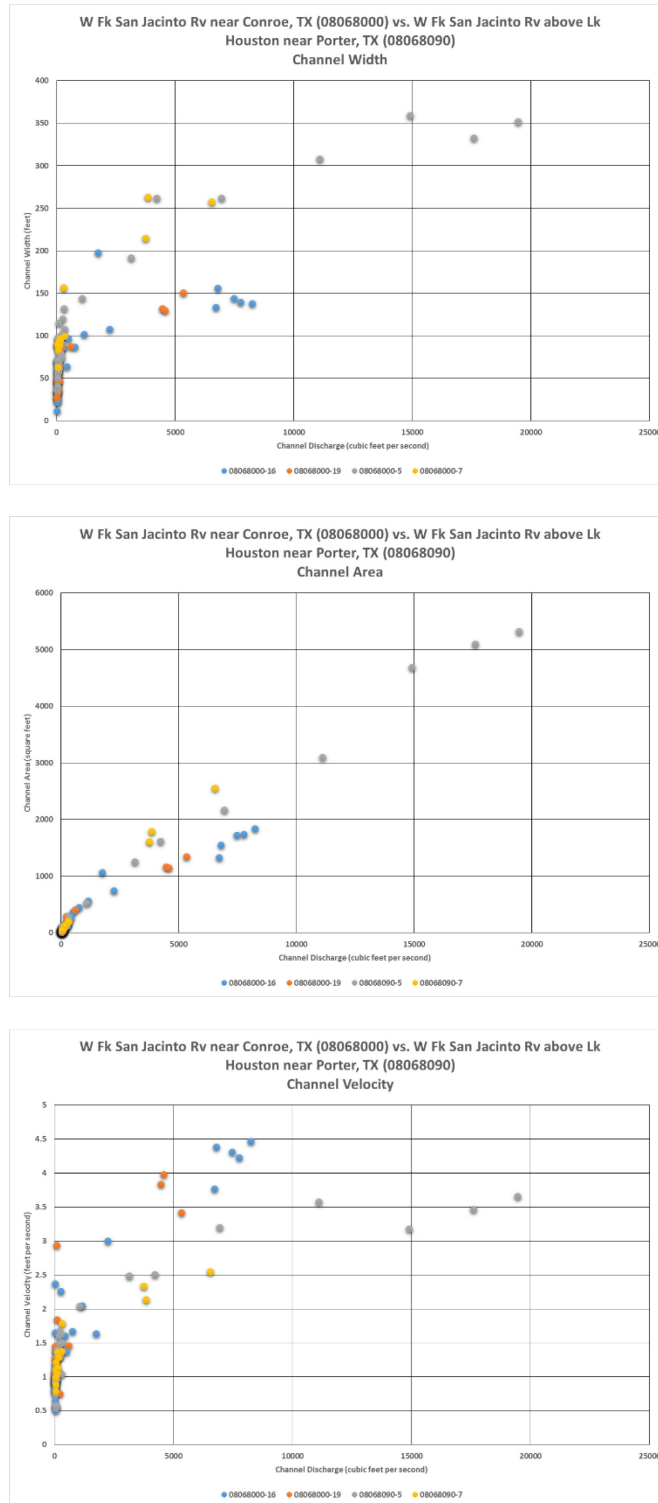 W Fk San Jacinto Rv near Conroe, TX (08068000) vs. W Fk San Jacinto Rv above Lk
Houston near Porter, TX (08068090)
Channel Width
400
350
300
250
200
150
100
50
0
Channel Width (feet)
0 5000 10000 15000 20000 25000
Channel Discharge (cubic feet per second)
08068000-16 08068000-19 08068000-5 08068000-7
W Fk San Jacinto Rv near Conroe, TX (08068000) vs. W Fk San Jacinto Rv above Lk
Houston near Porter, TX (08068090)
Channel Area
6000
5000
4000
3000
2000
1000
0
Channel Area (square feet)
0 5000 10000 15000 20000 25000
Channel Discharge (cubic feet per second)
08068000-16 08068000-19 08068090-5 08068090-7
W Fk San Jacinto Rv near Conroe, TX (08068000) vs. W Fk San Jacinto Rv above Lk
Houston near Porter, TX (08068090)
Channel Velocity
5
4.5
4
3.5
3
2.5
2
1.5
1
0.5
0
Channel Velocity (feet per second)
0 5000 10000 15000 20000 25000
Channel Discharge (cubic feet per second)
08068000-16 08068000-19 08068090-5 08068090-7